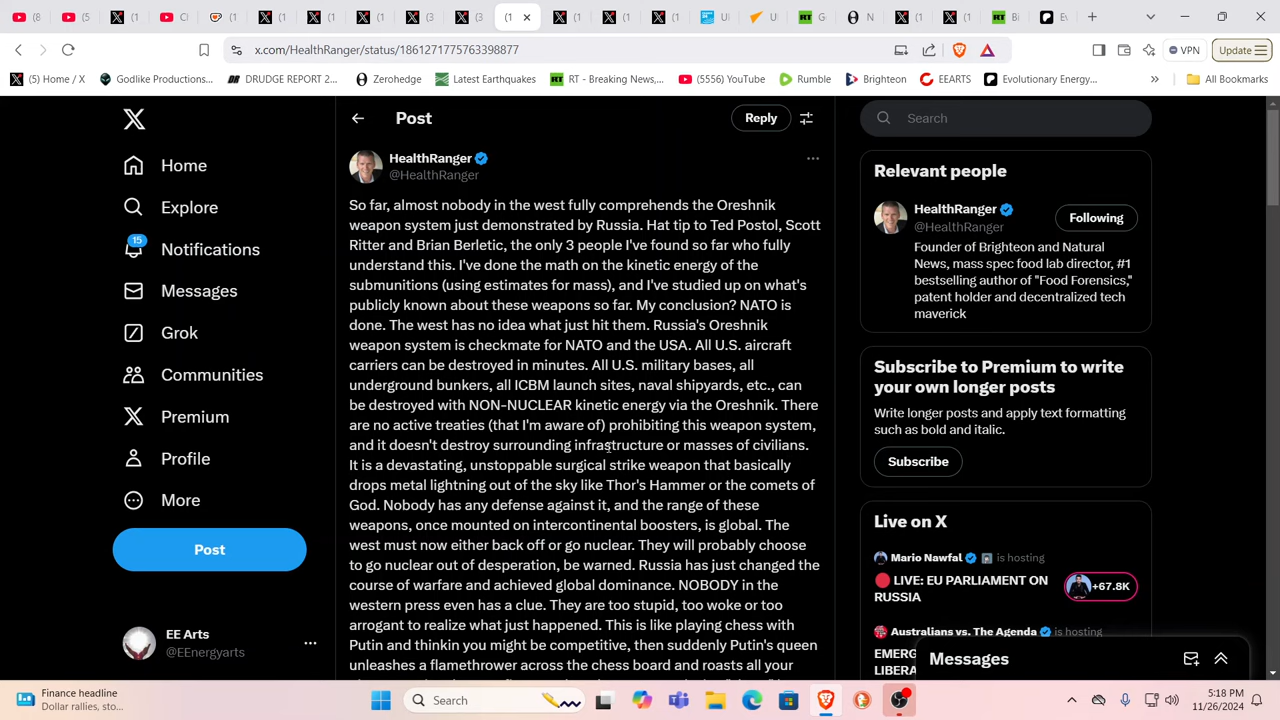 (8
(5
(1
Cl
(1
(1
(1
(3
(3
(1
(1
(1
(1
UI
U
G
N
(1
(1
Bi
Ev
x.com/HealthRanger/status/1861271775763398877
VPN
Update
(5) Home / X
Godlike Productions...
DRUDGE REPORT 2...
Zerohedge
Latest Earthquakes
RT - Breaking News,...
(5550) YouTube
Rumble
Brighteon
EEARTS
Evolutionary Energy...
»
All Bookmarks
Home
Explore
15
Notifications
Messages
Grok
Communities
Premium
Profile
More
Post
EE Arts
@EEnergyarts
Post
Reply
HealthRanger
@HealthRanger
So far, almost nobody in the west fully comprehends the Oreshnik
weapon system just demonstrated by Russia. Hat tip to Ted Postol, Scott
Ritter and Brian Berletic, the only 3 people I've found so far who fully
understand this. I've done the math on the kinetic energy of the
submunitions (using estimates for mass), and I've studied up on what's
publicly known about these weapons so far. My conclusion? NATO is
done. The west has no idea what just hit them. Russia's Oreshnik
weapon system is checkmate for NATO and the USA. All U.S. aircraft
carriers can be destroyed in minutes. All U.S. military bases, all
underground bunkers, all ICBM launch sites, naval shipyards, etc., can
be destroyed with NON-NUCLEAR kinetic energy via the Oreshnik. There
are no active treaties (that I'm aware of) prohibiting this weapon system,
and it doesn't destroy surrounding infrastructure or masses of civilians.
It is a devastating, unstoppable surgical strike weapon that basically
drops metal lightning out of the sky like Thor's Hammer or the comets of
God. Nobody has any defense against it, and the range of these
weapons, once mounted on intercontinental boosters, is global. The
west must now either back off or go nuclear. They will probably choose
to go nuclear out of desperation, be warned. Russia has just changed the
course of warfare and achieved global dominance. NOBODY in the
western press even has a clue. They are too stupid, too woke or too
arrogant to realize what just happened. This is like playing chess with
Putin and thinkin you might be competitive, then suddenly Putin's queen
unleashes a flamethrower across the chess board and roasts all your
Search
Relevant people
HealthRanger
@HealthRanger
Following
Founder of Brighteon and Natural
News, mass spec food lab director, #1
bestselling author of "Food Forensics,"
patent holder and decentralized tech
maverick
Subscribe to Premium to write
your own longer posts
Write longer posts and apply text formatting
such as bold and italic.
Subscribe
Live on X
Mario Nawfal is hosting
LIVE: EU PARLIAMENT ON
RUSSIA
+67.8K
Australians vs. The Agenda is hosting
EMERG
LIBERA
Messages
Finance headline
Dollar rallies, sto...
Search
5:18 PM
11/26/2024